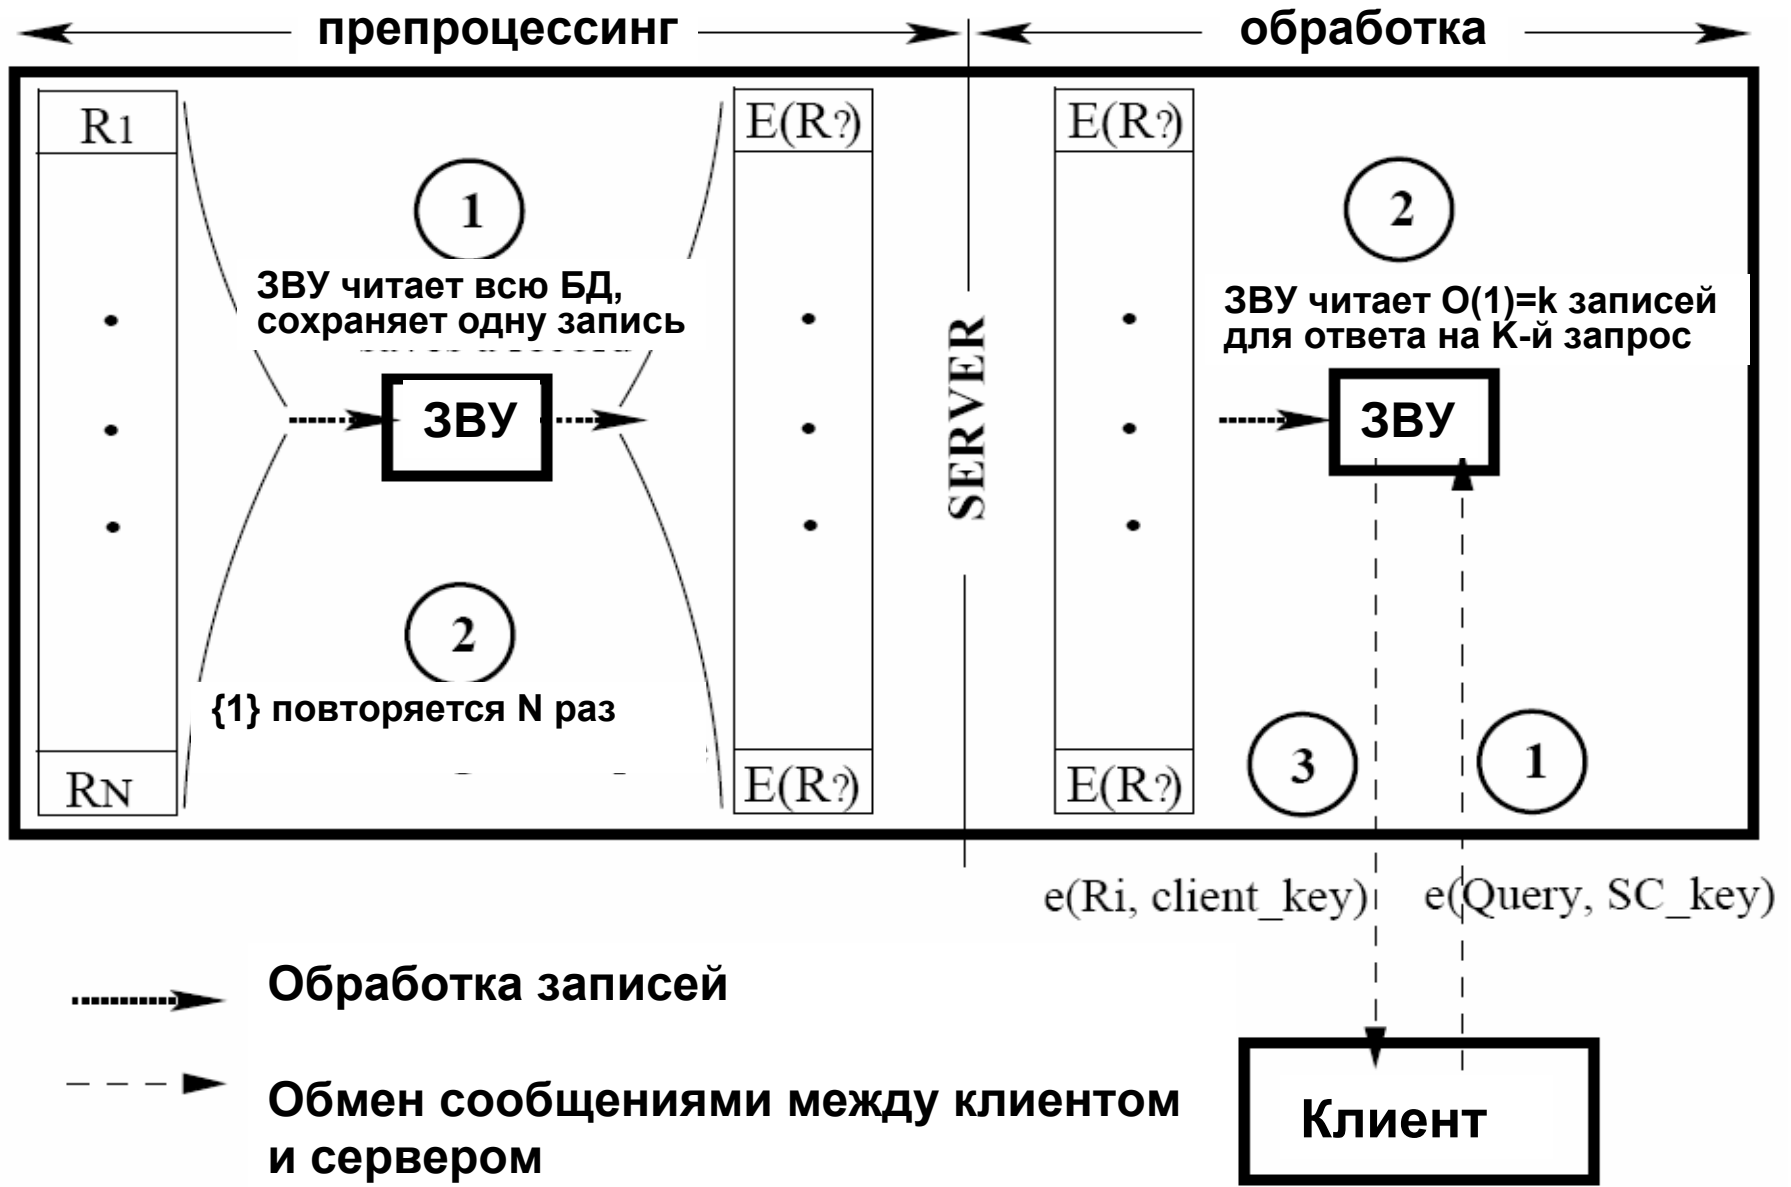 препроцессинг
обработка
R1
E(R?)
E(R?)
1
2
ЗВУ читает всю БД,
сохраняет одну запись
ЗВУ читает O(1)=k записей
для ответа на K-й запрос
SERVER
ЗВУ
ЗВУ
2
{1} повторяется N раз
3
1
RN
E(R?)
E(R?)
e(Ri, client_key)
e(Query, SC_key)
Обработка записей
Обмен сообщениями между клиентом
и сервером
Клиент